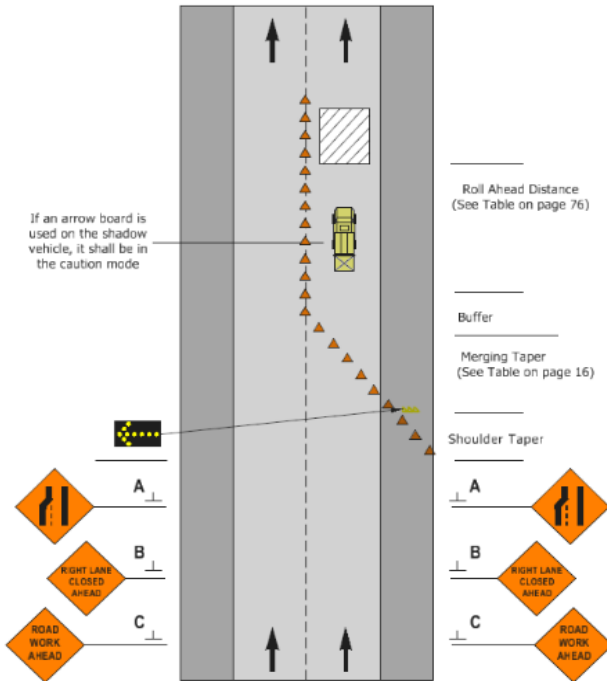 Roll Ahead Distance
(See Table on page 76)
If an arrow board is
used on the shadow
vehicle, it shall be in
the caution mode
Buffer
Merging Taper
(See Table on page 16)
Shoulder Taper
A
A
B
RIGHT LANE
CLOSED
AHEAD
B
RIGHT LANE
CLOSED
AHEAD
C
ROAD
WORK
AHEAD
C
ROAD
WORK
AHEAD